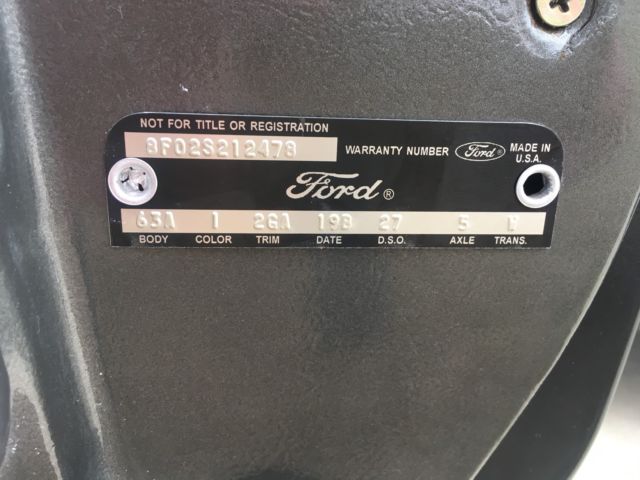 NOT FOR TITLE OR REGISTRATION
8F02S212478 WARRANTY NUMBER Ford ® MADE IN U.S.A.
Ford ®
63A 1 2GA 19B 27 5
BODY COLOR TRIM DATE D.S.O. AXLE TRANS.